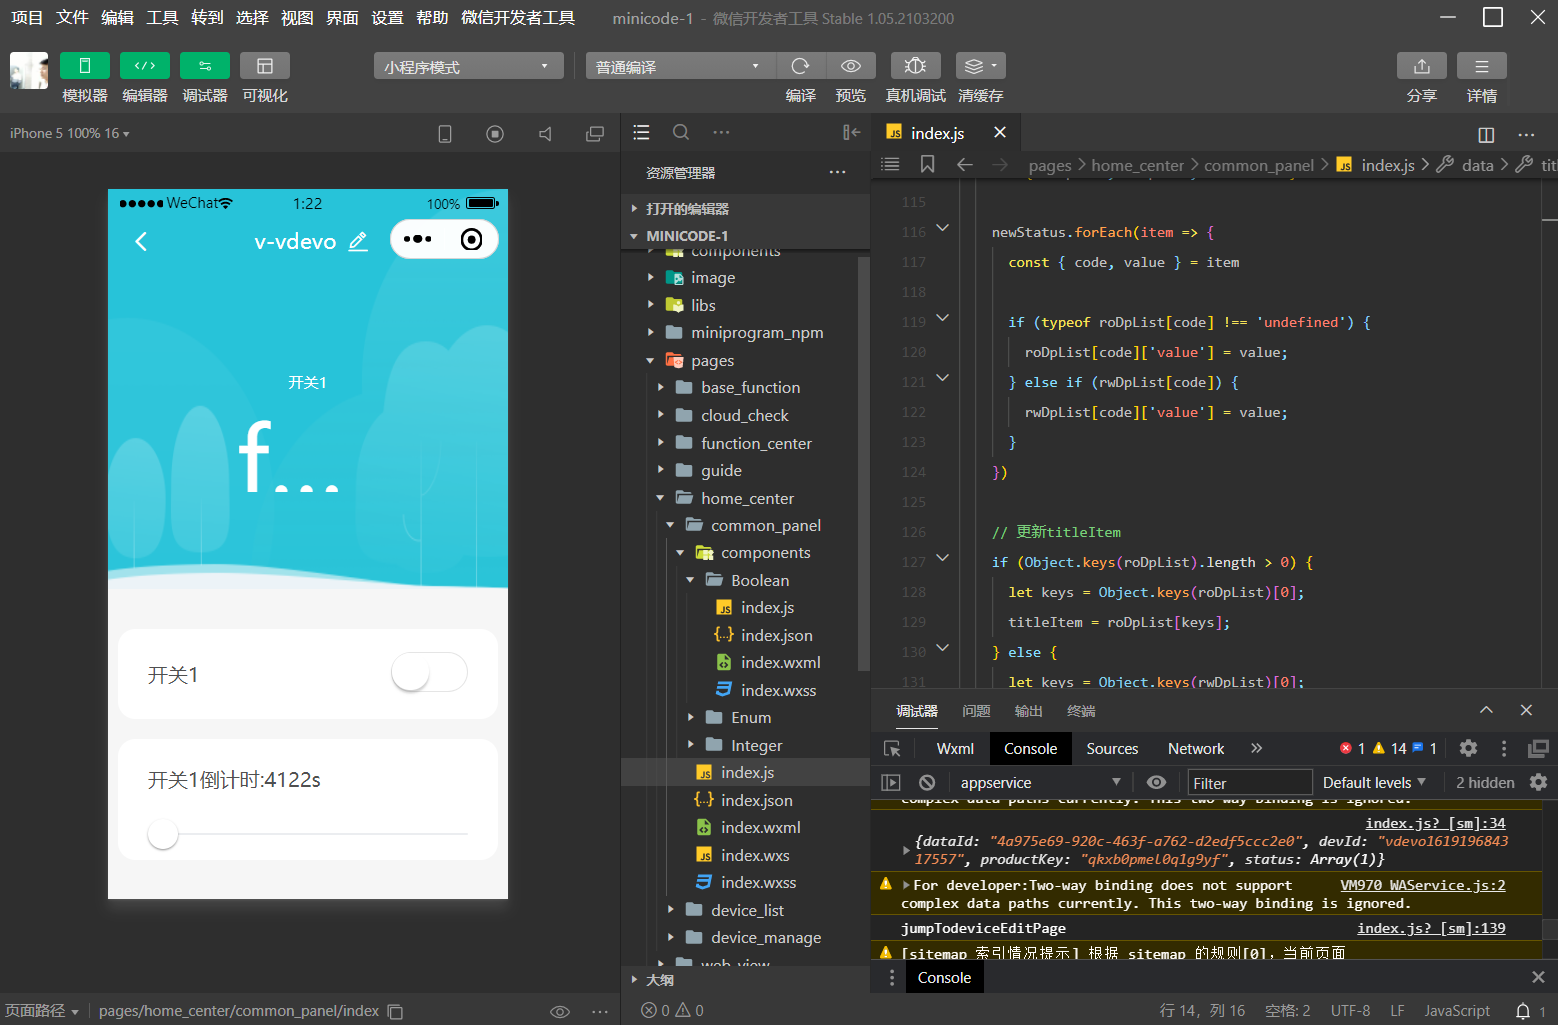 项目 文件 编辑 工具 转到 选择 视图 界面 设置 帮助 微信开发者工具 minicode-1 - 微信开发者工具 Stable 1.05.2103200
模拟器 编辑器 调试器 可视化
小程序模式
普通编译
编译 预览 真机调试 清缓存
分享 详情
iPhone 5 100% 16
WeChat 1:22 100%
v-vdevo
开关1
f...
开关1
开关1倒计时:4122s
页面路径 pages/home_center/common_panel/index
资源管理器
打开的编辑器
MINICODE-1
components
image
libs
miniprogram_npm
pages
base_function
cloud_check
function_center
guide
home_center
common_panel
components
Boolean
index.js
index.json
index.wxml
index.wxss
Enum
Integer
index.js
index.json
index.wxml
index.wxs
index.wxss
device_list
device_manage
web_view
大纲
0 0
index.js
pages > home_center > common_panel > index.js > data > tit
115
116 newStatus.forEach(item => {
117 const { code, value } = item
118
119 if (typeof roDpList[code] !== 'undefined') {
120 roDpList[code]['value'] = value;
121 } else if (rwDpList[code]) {
122 rwDpList[code]['value'] = value;
123 }
124 })
125
126 // 更新titleItem
127 if (Object.keys(roDpList).length > 0) {
128 let keys = Object.keys(roDpList)[0];
129 titleItem = roDpList[keys];
130 } else {
131 let keys = Object.keys(rwDpList)[0];
调试器 问题 输出 终端
Wxml Console Sources Network 1 14 1
appservice Filter Default levels 2 hidden
complex data paths currently. This two-way binding is ignored.
index.js? [sm]:34
{dataId: "4a975e69-920c-463f-a762-d2edf5ccc2e0", devId: "vdevo1619196843
17557", productKey: "qkxb0pmel0q1g9yf", status: Array(1)}
For developer:Two-way binding does not support VM970 WAService.js:2
complex data paths currently. This two-way binding is ignored.
jumpTodeviceEditPage index.js? [sm]:139
[sitemap 索引情况提示] 根据 sitemap 的规则[0]，当前页面
Console
行 14，列 16 空格: 2 UTF-8 LF JavaScript 1